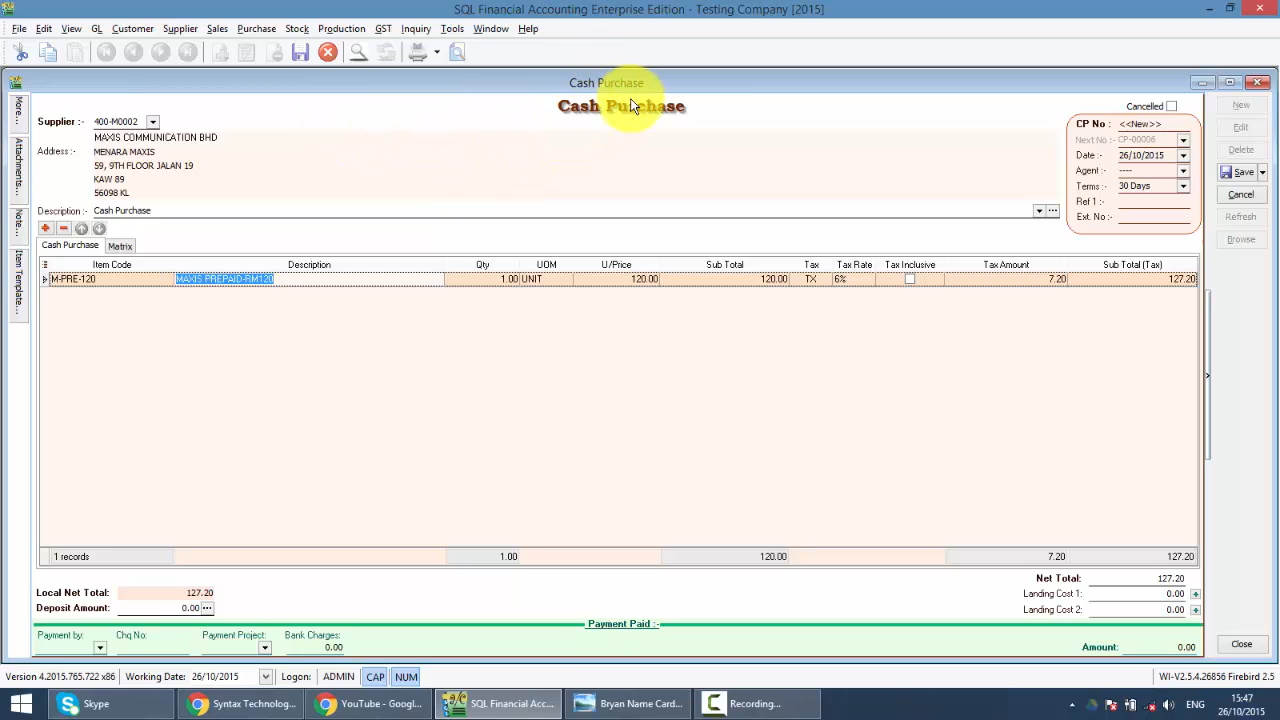 SQL Financial Accounting Enterprise Edition - Testing Company [2015]
File Edit View GL Customer Supplier Sales Purchase Stock Production GST Inquiry Tools Window Help
Cash Purchase
Cash Purchase
Cancelled
More...
Attachments...
Note...
Item Template...
Supplier :- 400-M0002
MAXIS COMMUNICATION BHD
Address :- MENARA MAXIS
59, 9TH FLOOR JALAN 19
KAW 89
56098 KL
Description :- Cash Purchase
CP No : <<New>>
Next No :- CP-00006
Date :- 26/10/2015
Agent :- ----
Terms :- 30 Days
Ref 1 :-
Ext. No :-
New
Edit
Delete
Save
Cancel
Refresh
Browse
Cash Purchase Matrix
Item Code Description Qty UOM U/Price Sub Total Tax Tax Rate Tax Inclusive Tax Amount Sub Total (Tax)
M-PRE-120 MAXIS PREPAID-RM120 1.00 UNIT 120.00 120.00 TX 6% 7.20 127.20
1 records 1.00 120.00 7.20 127.20
Local Net Total: 127.20
Deposit Amount: 0.00
Net Total: 127.20
Landing Cost 1: 0.00
Landing Cost 2: 0.00
Payment Paid :-
Payment by: Chq No: Payment Project: Bank Charges:
0.00
Amount: 0.00
Close
Version 4.2015.765.722 x86 Working Date: 26/10/2015 Logon: ADMIN CAP NUM WI-V2.5.4.26856 Firebird 2.5
Skype
Syntax Technolog...
YouTube - Googl...
SQL Financial Acc...
Bryan Name Card...
Recording...
ENG
15:47
26/10/2015